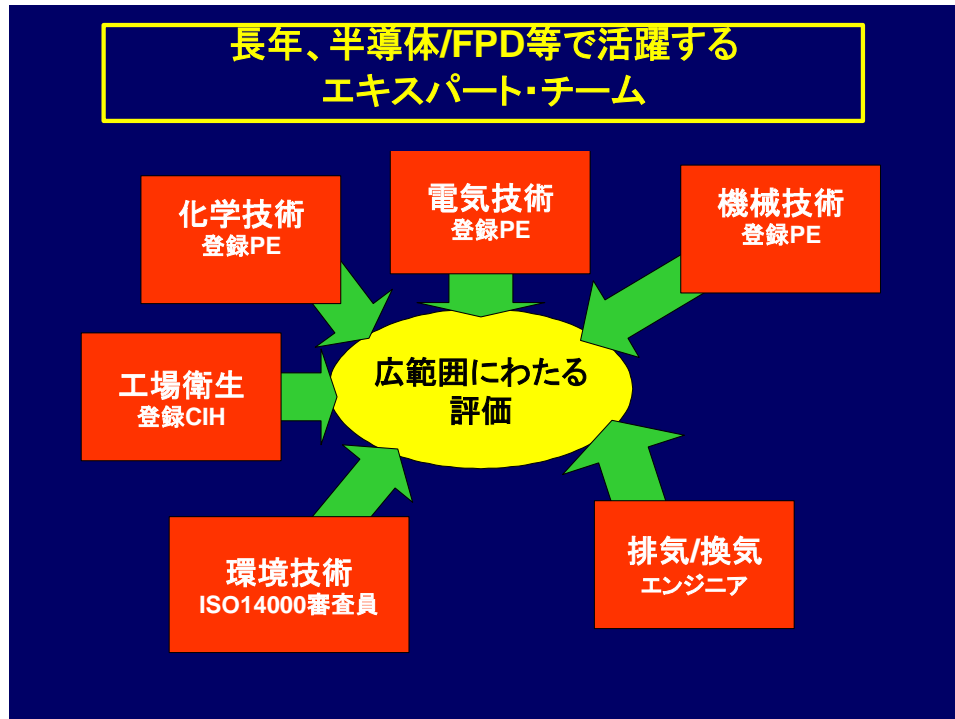 長年、半導体/FPD等で活躍する
エキスパート・チーム
化学技術
登録PE
電気技術
登録PE
機械技術
登録PE
工場衛生
登録CIH
広範囲にわたる
評価
環境技術
ISO14000審査員
排気/換気
エンジニア